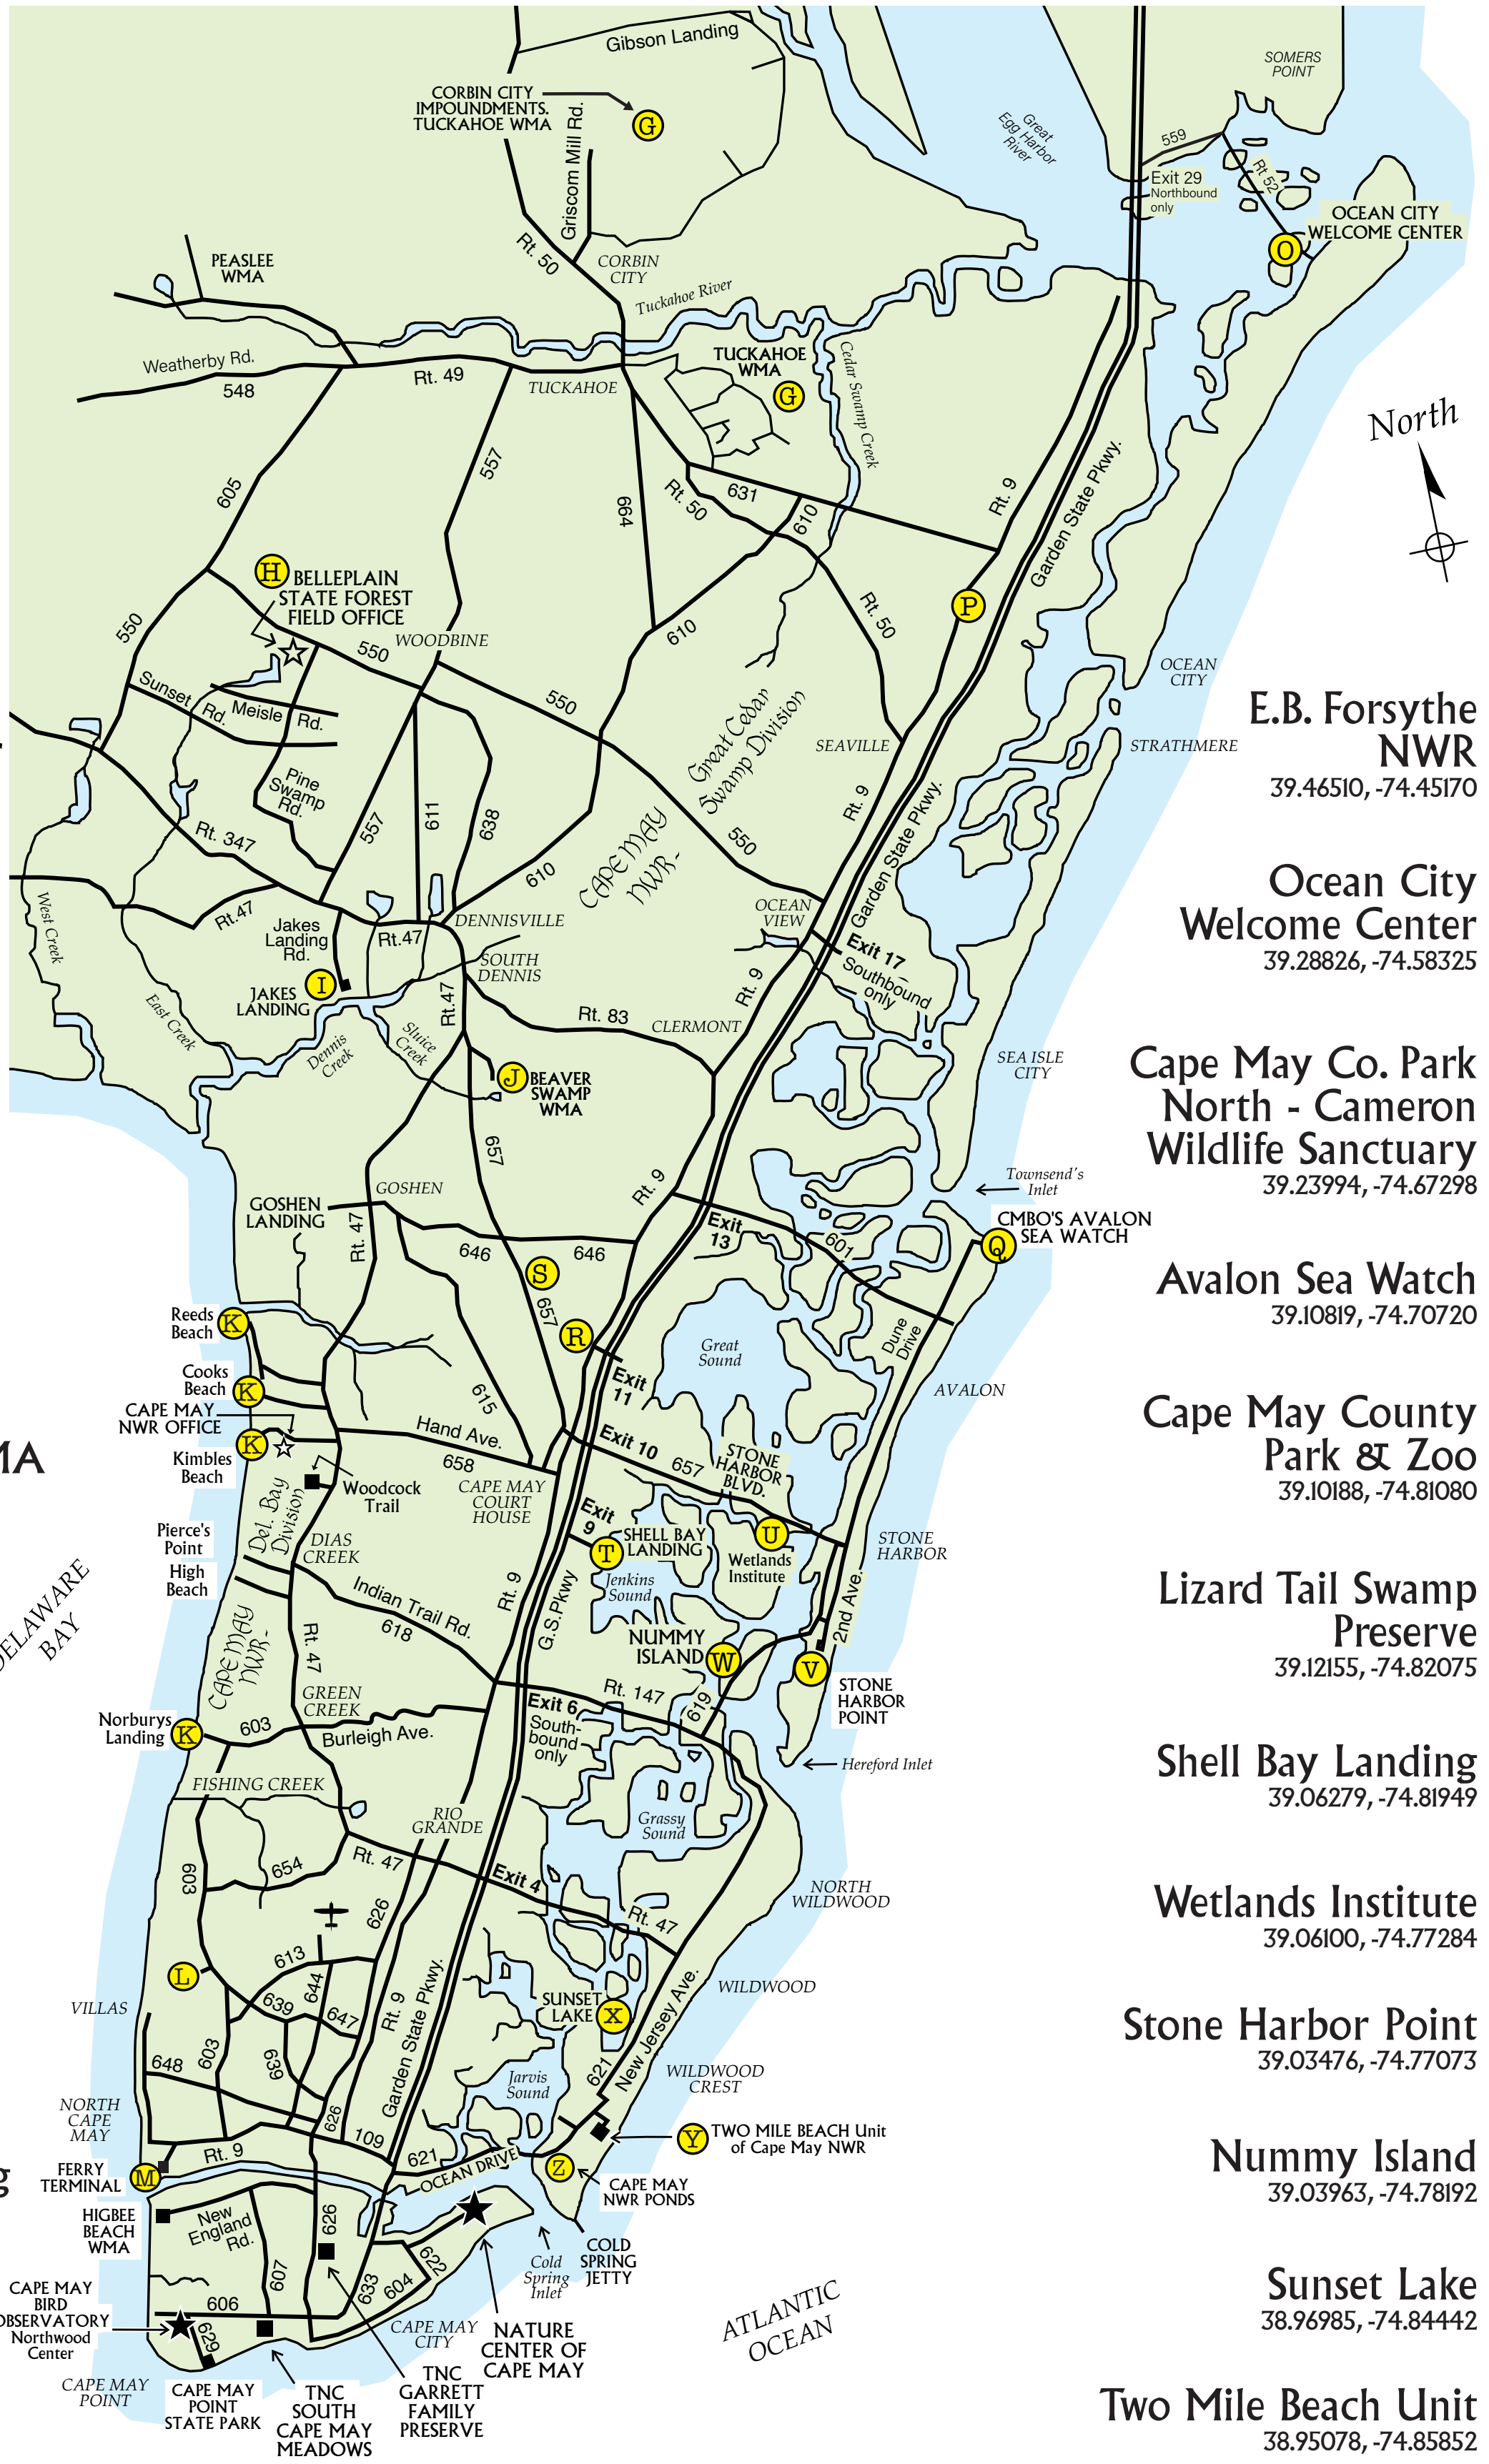 Gibson Landing
SOMERS
POINT
CORBIN CITY
IMPOUNDMENTS.
TUCKAHOE WMA
G
Griscom Mill Rd.
Great
Egg Harbor
River
559
Rt 52
Exit 29
Northbound
only
OCEAN CITY
WELCOME CENTER
O
Rt. 50
CORBIN
CITY
PEASLEE
WMA
Tuckahoe River
Weatherby Rd.
548
Rt. 49
TUCKAHOE
TUCKAHOE
WMA
G
Cedar Swamp Creek
North
605
557
664
Rt. 50
631
610
Rt. 9
Garden State Pkwy.
H
BELLEPLAIN
STATE FOREST
FIELD OFFICE
550
550
WOODBINE
610
Rt. 50
P
OCEAN
CITY
Sunset
Rd.
Meisle
Rd.
550
Great Cedar
Swamp Division
SEAVILLE
STRATHMERE
Pine
Swamp
Rd.
Rt. 347
557
611
638
610
CAPE MAY
NWR-
550
Rt. 9
Garden State Pkwy.
West Creek
Rt.47
Jakes
Landing
Rd.
Rt.47
DENNISVILLE
SOUTH
DENNIS
OCEAN
VIEW
Exit 17
Southbound
only
I
JAKES
LANDING
East Creek
Dennis
Creek
Sluice
Creek
Rt.47
Rt. 83
CLERMONT
Rt. 9
SEA ISLE
CITY
J
BEAVER
SWAMP
WMA
657
Townsend's
Inlet
GOSHEN
GOSHEN
LANDING
Rt. 47
646
646
Rt. 9
Exit
13
601
CMBO'S AVALON
SEA WATCH
Q
S
657
R
Reeds
Beach
K
Great
Sound
Dune
Drive
Exit
11
Cooks
Beach
K
AVALON
CAPE MAY
NWR OFFICE
K
Kimbles
Beach
615
Hand Ave.
658
Exit 10
657
STONE
HARBOR
BLVD.
Woodcock
Trail
CAPE MAY
COURT
HOUSE
Del. Bay
Division
Pierce's
Point
High
Beach
DIAS
CREEK
Exit
9
T
SHELL BAY
LANDING
U
Wetlands
Institute
STONE
HARBOR
Jenkins
Sound
DELAWARE
BAY
Indian Trail Rd.
618
Rt. 9
G.S.Pkwy
2nd Ave.
CAPE MAY
NWR-
Rt. 47
NUMMY
ISLAND
W
V
STONE
HARBOR
POINT
GREEN
CREEK
Exit 6
South-
bound
only
Rt. 147
619
Norburys
Landing
K
603
Burleigh Ave.
Hereford Inlet
FISHING CREEK
RIO
GRANDE
Grassy
Sound
603
654
Rt. 47
Exit 4
626
Rt. 47
NORTH
WILDWOOD
L
613
644
639
647
Rt. 9
Garden State Pkwy.
VILLAS
SUNSET
LAKE
X
WILDWOOD
648
603
639
Jarvis
Sound
621
New Jersey Ave.
WILDWOOD
CREST
NORTH
CAPE
MAY
626
109
Rt. 9
621
OCEAN DRIVE
Y
TWO MILE BEACH Unit
of Cape May NWR
FERRY
TERMINAL
M
Z
CAPE MAY
NWR PONDS
HIGBEE
BEACH
WMA
New
England
Rd.
626
607
633
604
622
Cold
Spring
Inlet
COLD
SPRING
JETTY
CAPE MAY
BIRD
OBSERVATORY
Northwood
Center
606
629
CAPE MAY
CITY
NATURE
CENTER OF
CAPE MAY
ATLANTIC
OCEAN
CAPE MAY
POINT
CAPE MAY
POINT
STATE PARK
TNC
SOUTH
CAPE MAY
MEADOWS
TNC
GARRETT
FAMILY
PRESERVE
MA
g
E.B. Forsythe
NWR
39.46510, -74.45170
Ocean City
Welcome Center
39.28826, -74.58325
Cape May Co. Park
North - Cameron
Wildlife Sanctuary
39.23994, -74.67298
Avalon Sea Watch
39.10819, -74.70720
Cape May County
Park & Zoo
39.10188, -74.81080
Lizard Tail Swamp
Preserve
39.12155, -74.82075
Shell Bay Landing
39.06279, -74.81949
Wetlands Institute
39.06100, -74.77284
Stone Harbor Point
39.03476, -74.77073
Nummy Island
39.03963, -74.78192
Sunset Lake
38.96985, -74.84442
Two Mile Beach Unit
38.95078, -74.85852